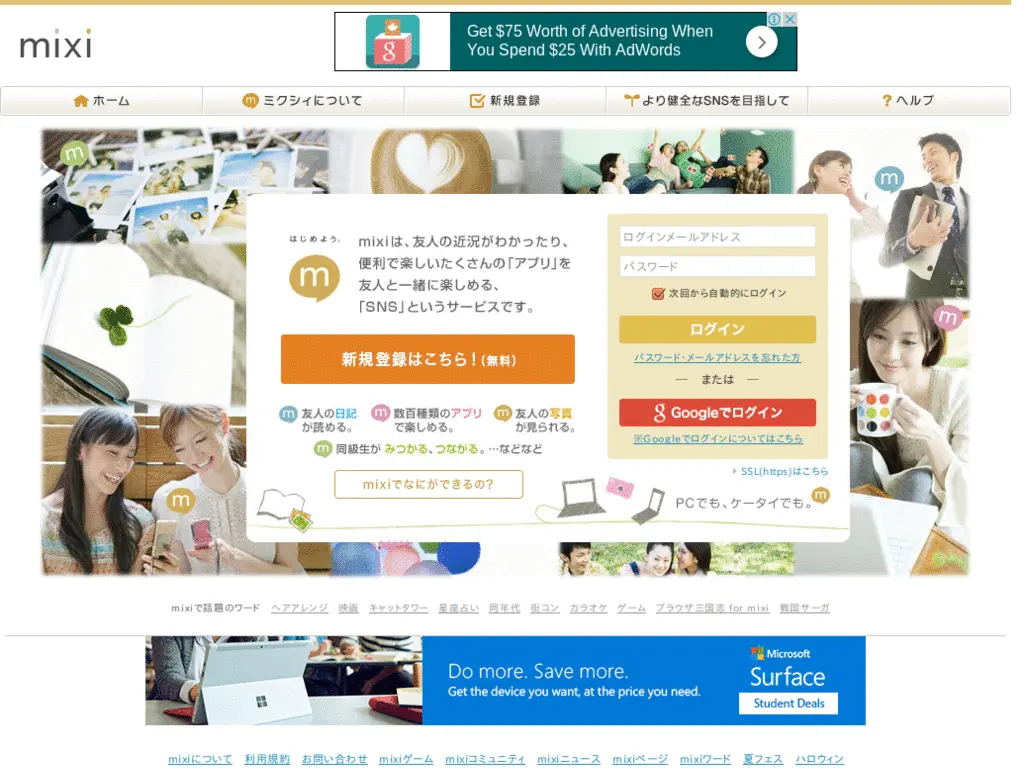 mixi
Get $75 Worth of Advertising When
You Spend $25 With AdWords
ホーム
ミクシィについて
新規登録
より健全なSNSを目指して
? ヘルプ
はじめよう。
mixiは、友人の近況がわかったり、
便利で楽しいたくさんの「アプリ」を
友人と一緒に楽しめる、
「SNS」というサービスです。
新規登録はこちら!(無料)
友人の日記
が読める。
数百種類のアプリ
で楽しめる。
友人の写真
が見られる。
同級生が みつかる、つながる。…などなど
mixiでなにができるの?
ログインメールアドレス
パスワード
次回から自動的にログイン
ログイン
パスワード・メールアドレスを忘れた方
または
Googleでログイン
※Googleでログインについてはこちら
SSL(https)はこちら
PCでも、ケータイでも。
mixiで話題のワード ヘアアレンジ 映画 キャットタワー 星座占い 同年代 街コン カラオケ ゲーム ブラウザ三国志 for mixi 戦国サーガ
Do more. Save more.
Get the device you want, at the price you need.
Microsoft
Surface
Student Deals
mixiについて 利用規約 お問い合わせ mixiゲーム mixiコミュニティ mixiニュース mixiページ mixiワード 夏フェス ハロウィン